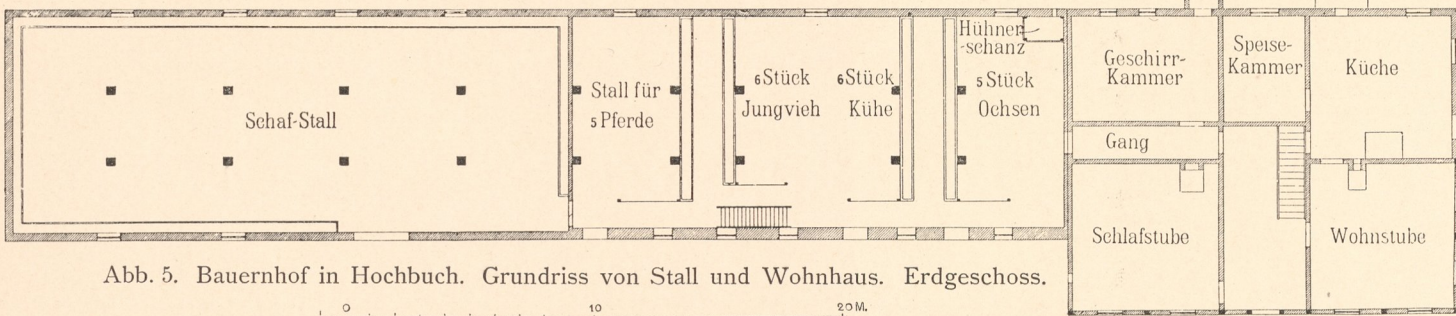 Schaf-Stall
Stall für
5 Pferde
6 Stück
Jungvieh
6 Stück
Kühe
Hühner
-schanz
5 Stück
Ochsen
Geschirr-
Kammer
Speise-
Kammer
Küche
Gang
Schlafstube
Wohnstube
Abb. 5. Bauernhof in Hochbuch. Grundriss von Stall und Wohnhaus. Erdgeschoss.
0 10 20 M.